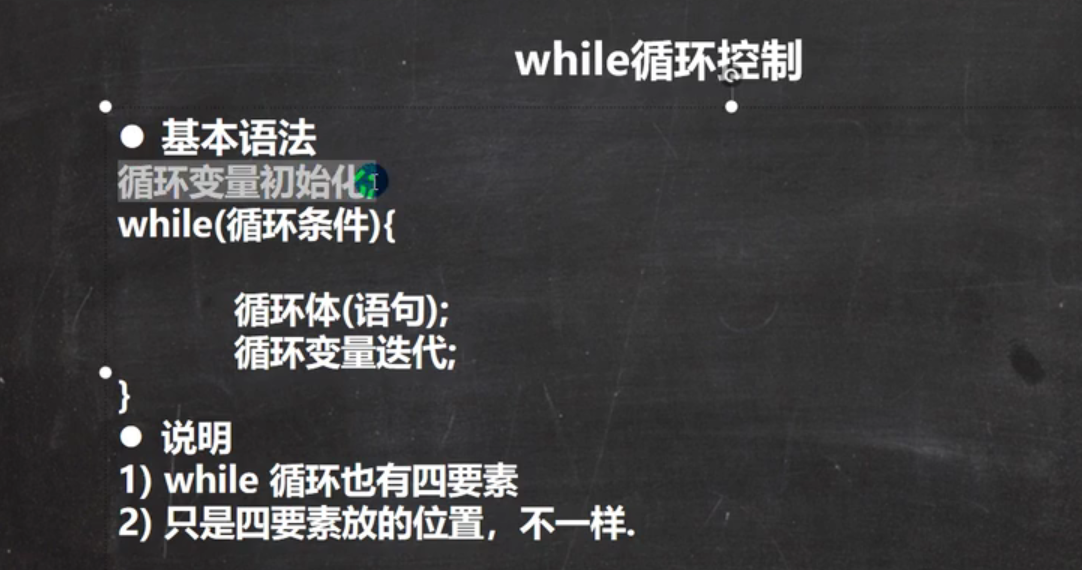 while循环控制
● 基本语法
循环变量初始化;
while(循环条件){
循环体(语句);
循环变量迭代;
}
● 说明
1) while 循环也有四要素
2) 只是四要素放的位置，不一样.